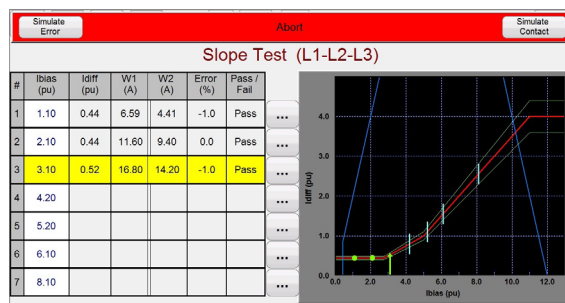 Simulate Error
Abort
Simulate Contact
Slope Test (L1-L2-L3)
# Ibias (pu) Idiff (pu) W1 (A) W2 (A) Error (%) Pass / Fail
1 1.10 0.44 6.59 4.41 -1.0 Pass ...
2 2.10 0.44 11.60 9.40 0.0 Pass ...
3 3.10 0.52 16.80 14.20 -1.0 Pass ...
4 4.20 ...
5 5.20 ...
6 6.10 ...
7 8.10 ...
Idiff (pu)
4.0
3.0
2.0
1.0
0.0
0.0 2.0 4.0 6.0 8.0 10.0 12.0
Ibias (pu)